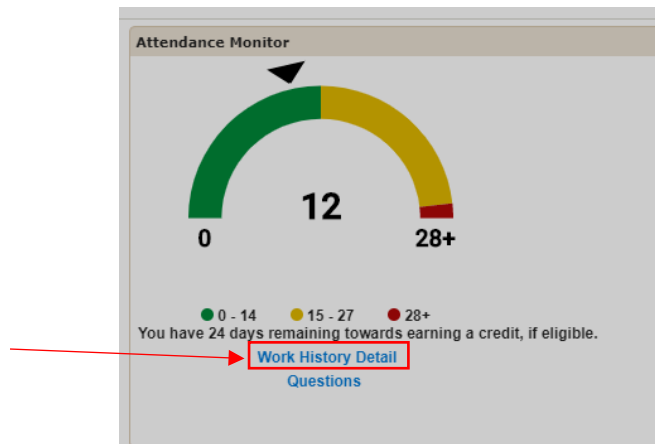 Attendance Monitor
12
0
28+
0 - 14 15 - 27 28+
You have 24 days remaining towards earning a credit, if eligible.
Work History Detail
Questions